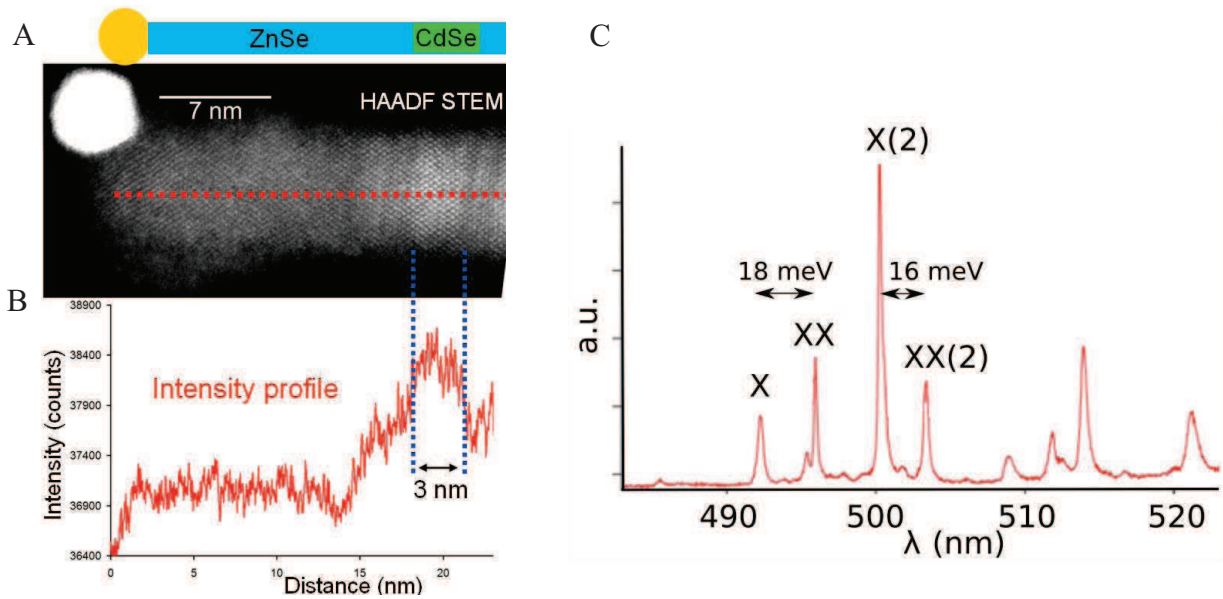 A
ZnSe
CdSe
7 nm
HAADF STEM
B
Intensity (counts)
38900
38400
37900
37400
36900
36400
Intensity profile
3 nm
0
5
10
15
20
Distance (nm)
C
a.u.
X(2)
18 meV
16 meV
XX
XX(2)
X
490
500
510
520
λ (nm)